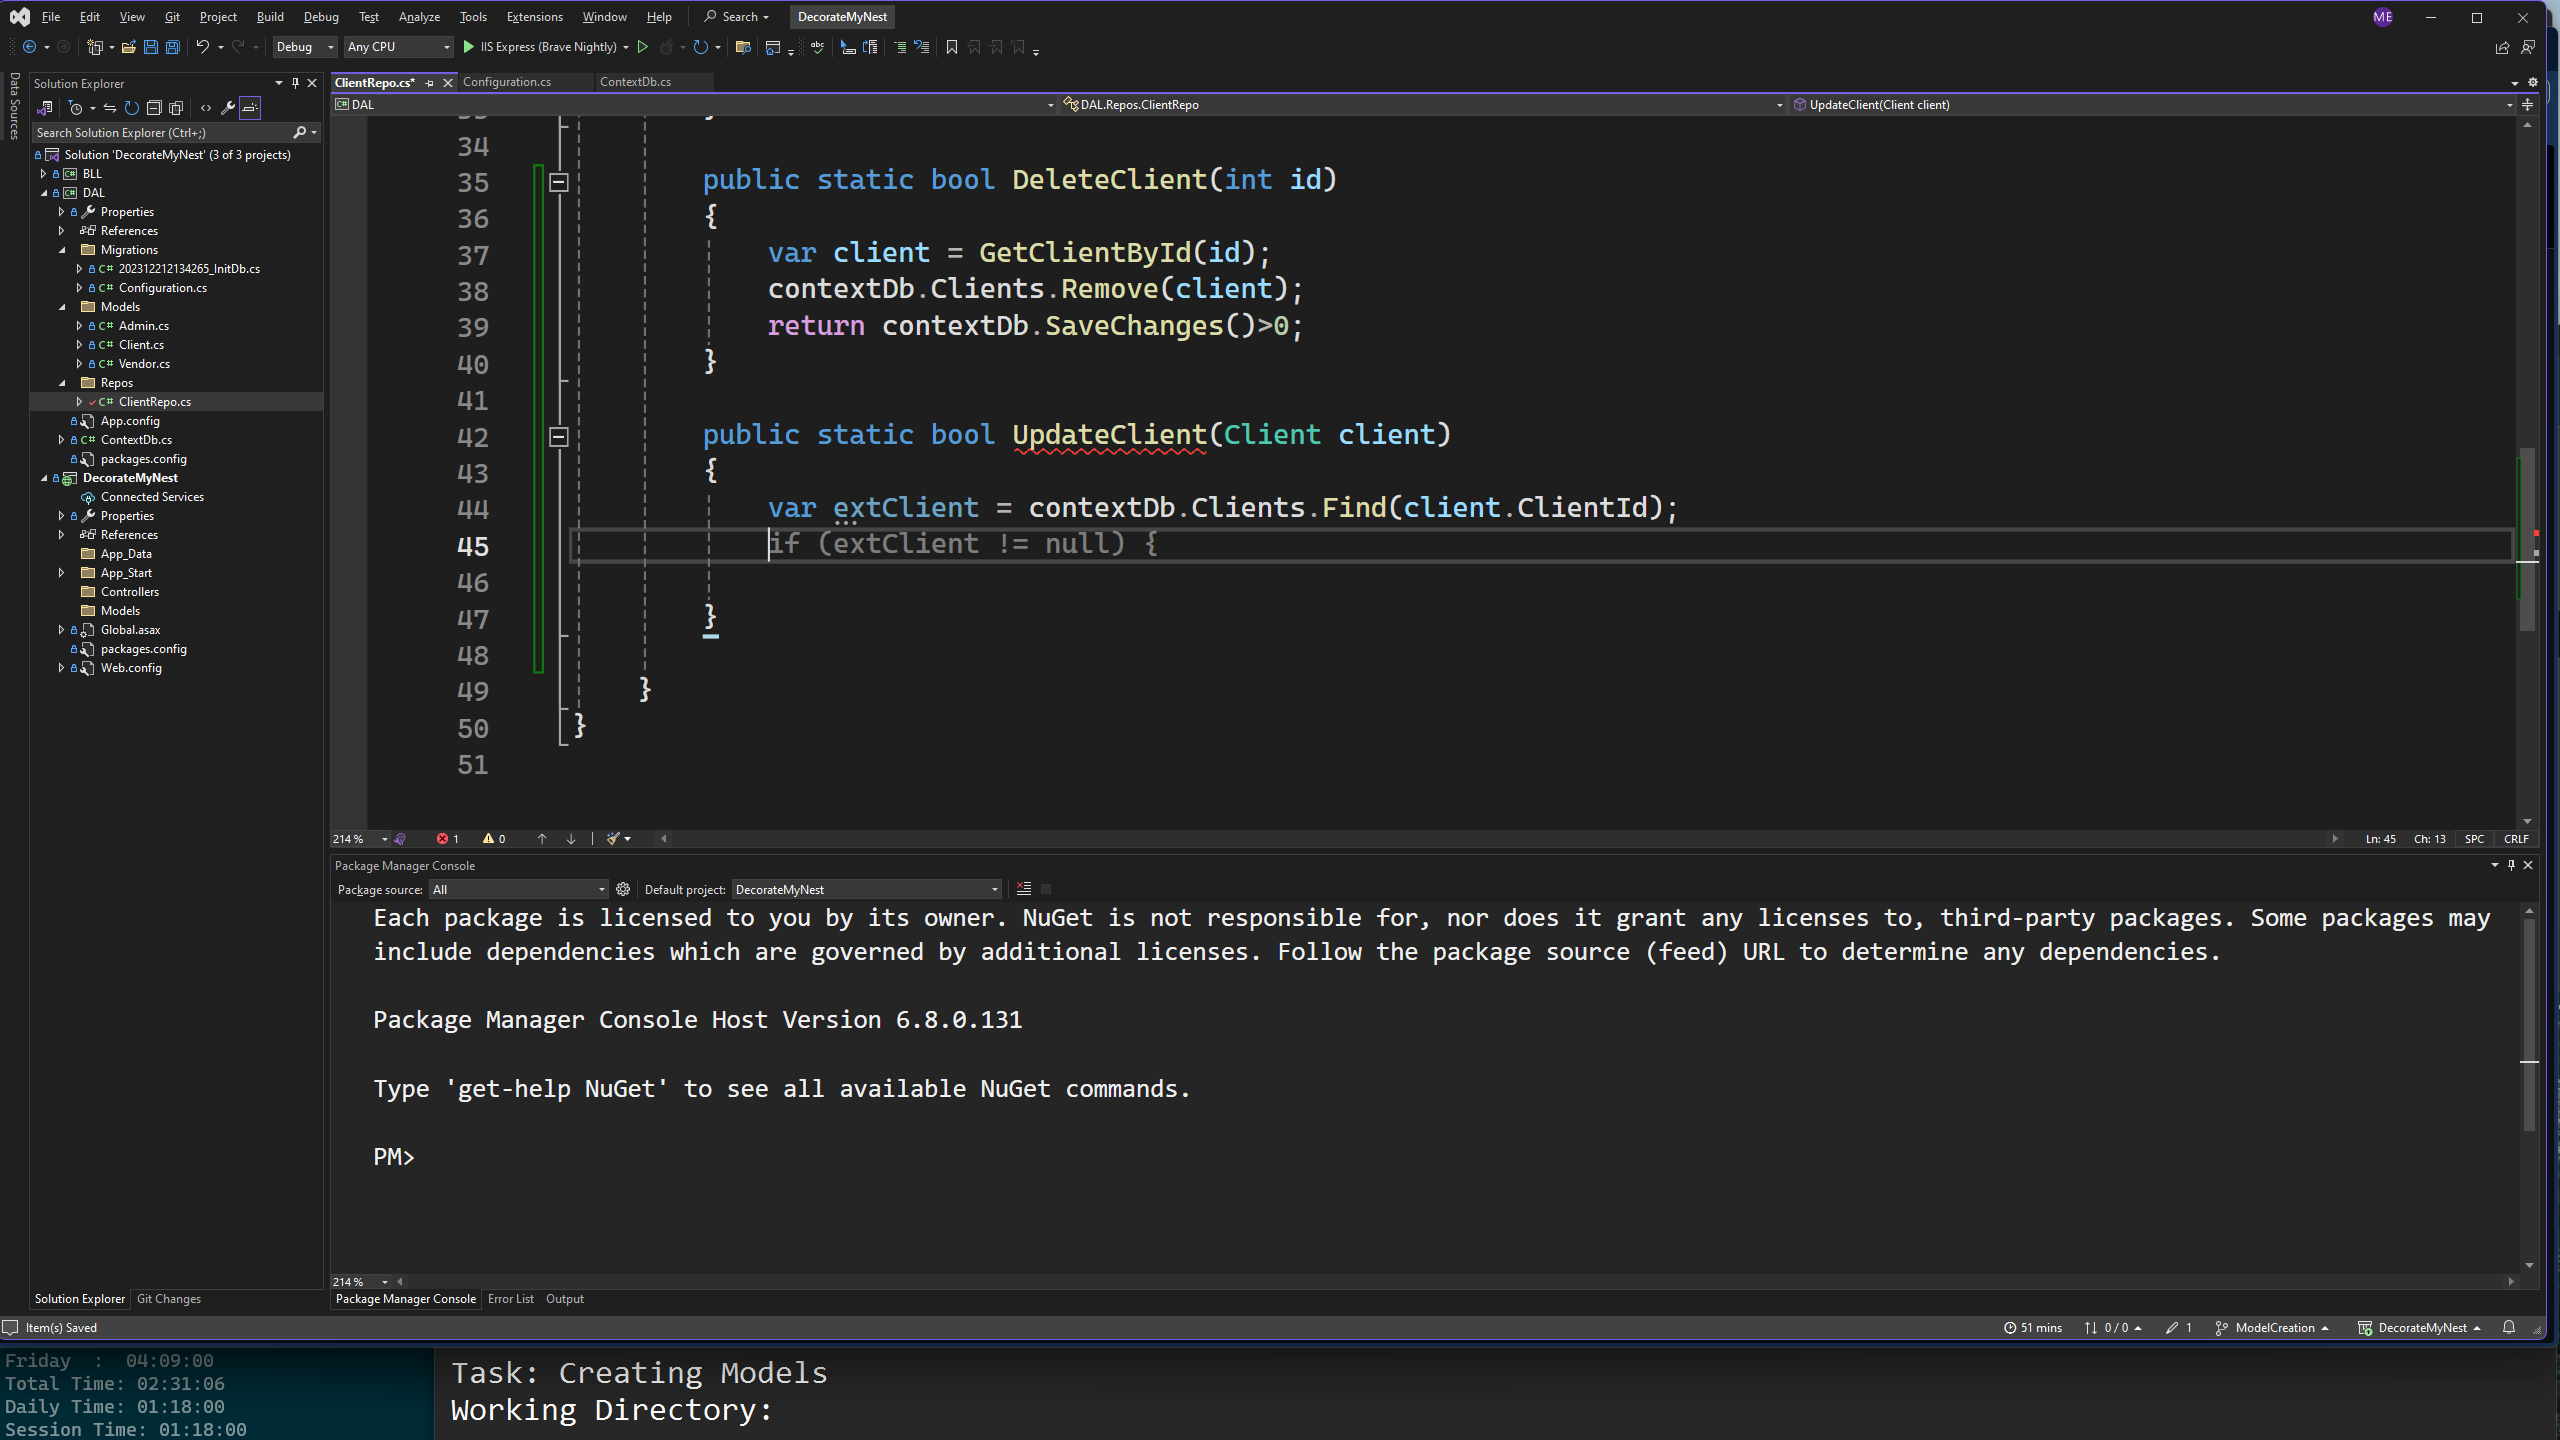 File Edit View Git Project Build Debug Test Analyze Tools Extensions Window Help Search DecorateMyNest ME
Debug Any CPU IIS Express (Brave Nightly)
Data Sources
Solution Explorer
Search Solution Explorer (Ctrl+;)
Solution 'DecorateMyNest' (3 of 3 projects)
BLL
DAL
Properties
References
Migrations
202312212134265_InitDb.cs
Configuration.cs
Models
Admin.cs
Client.cs
Vendor.cs
Repos
ClientRepo.cs
App.config
ContextDb.cs
packages.config
DecorateMyNest
Connected Services
Properties
References
App_Data
App_Start
Controllers
Models
Global.asax
packages.config
Web.config
Solution Explorer Git Changes
ClientRepo.cs* Configuration.cs ContextDb.cs
DAL DAL.Repos.ClientRepo UpdateClient(Client client)
34
35 public static bool DeleteClient(int id)
36 {
37 var client = GetClientById(id);
38 contextDb.Clients.Remove(client);
39 return contextDb.SaveChanges()>0;
40 }
41
42 public static bool UpdateClient(Client client)
43 {
44 var extClient = contextDb.Clients.Find(client.ClientId);
45 if (extClient != null) {
46
47 }
48
49 }
50 }
51
214 % 1 0 Ln: 45 Ch: 13 SPC CRLF
Package Manager Console
Package source: All Default project: DecorateMyNest
Each package is licensed to you by its owner. NuGet is not responsible for, nor does it grant any licenses to, third-party packages. Some packages may
include dependencies which are governed by additional licenses. Follow the package source (feed) URL to determine any dependencies.
Package Manager Console Host Version 6.8.0.131
Type 'get-help NuGet' to see all available NuGet commands.
PM>
214 %
Package Manager Console Error List Output
Item(s) Saved 51 mins 0 / 0 1 ModelCreation DecorateMyNest
Friday : 04:09:00
Total Time: 02:31:06
Daily Time: 01:18:00
Session Time: 01:18:00
Task: Creating Models
Working Directory: